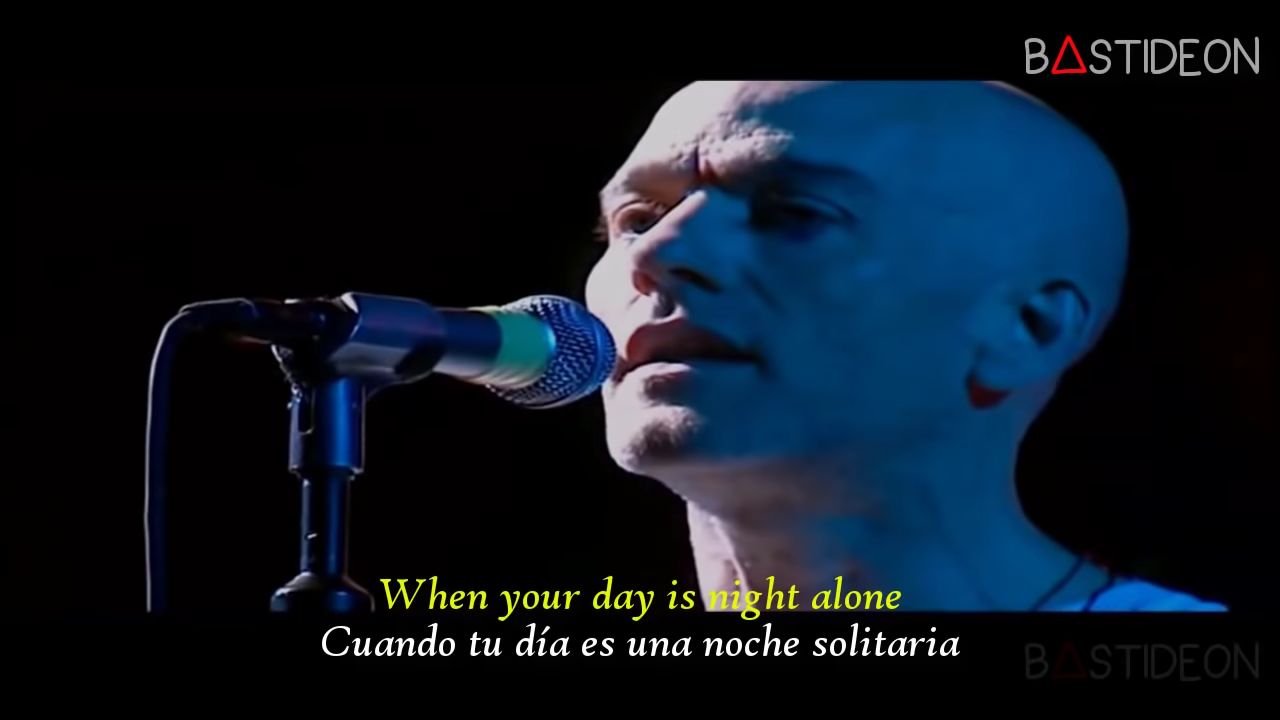 BASTIDEON
When your day is night alone
Cuando tu día es una noche solitaria
BASTIDEON